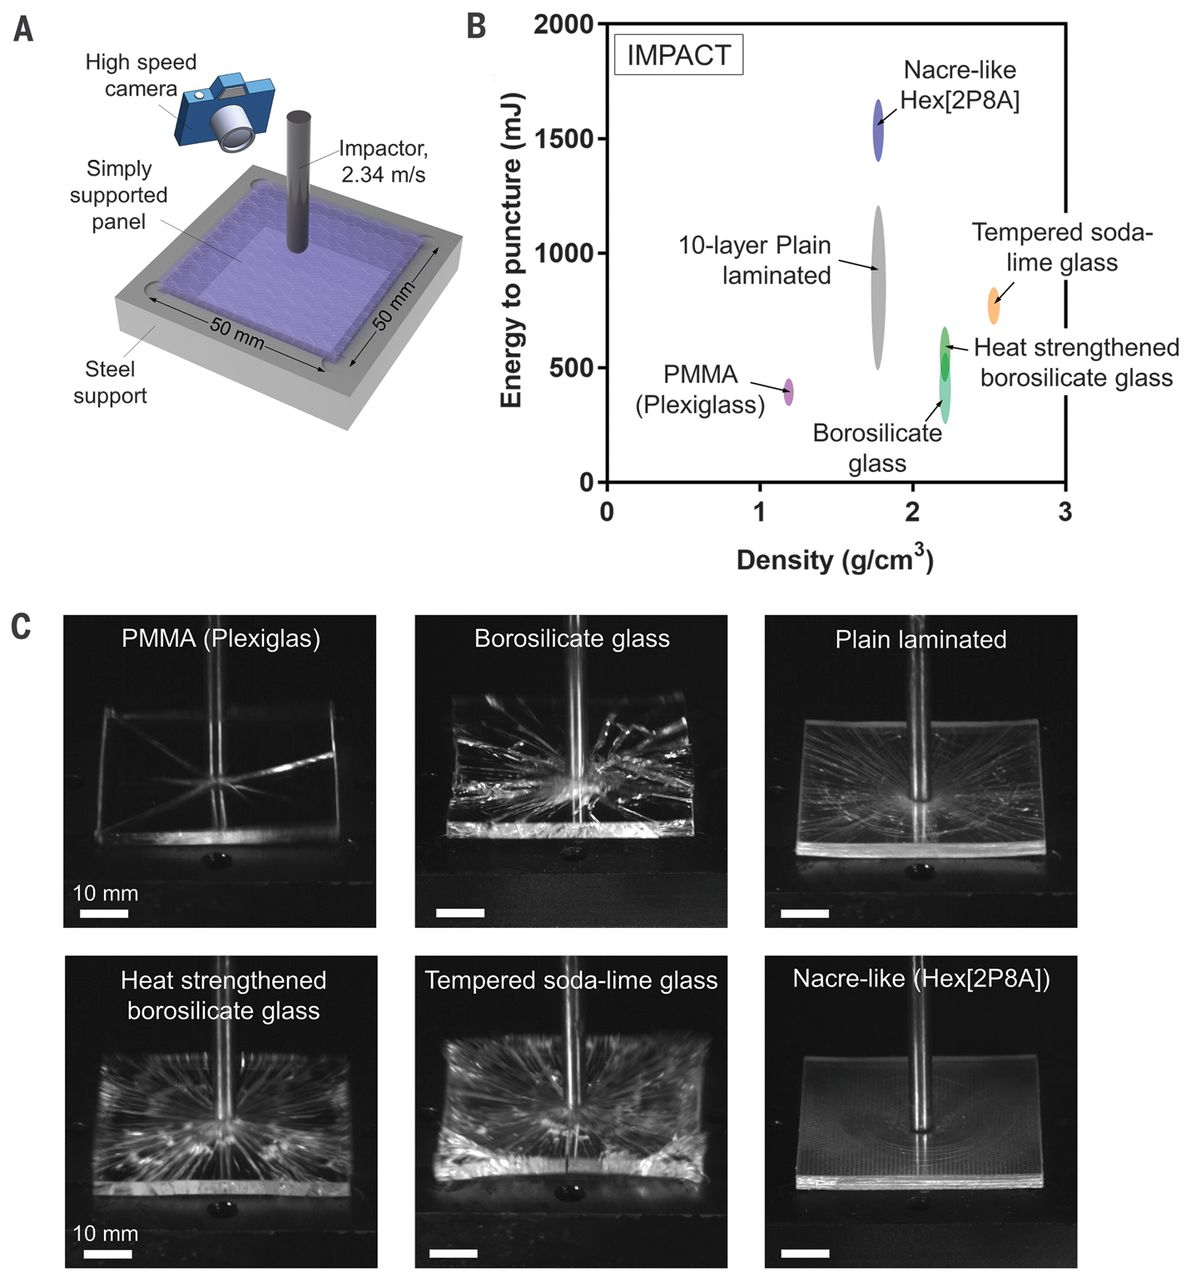 A
High speed
camera
Impactor,
2.34 m/s
Simply
supported
panel
50 mm
50 mm
Steel
support
B
IMPACT
Energy to puncture (mJ)
2000
1500
1000
500
0
0
1
2
3
Density (g/cm³)
Nacre-like
Hex[2P8A]
10-layer Plain
laminated
Tempered soda-
lime glass
Heat strengthened
borosilicate glass
PMMA
(Plexiglass)
Borosilicate
glass
C
PMMA (Plexiglas)
10 mm
Borosilicate glass
Plain laminated
Heat strengthened
borosilicate glass
10 mm
Tempered soda-lime glass
Nacre-like (Hex[2P8A])